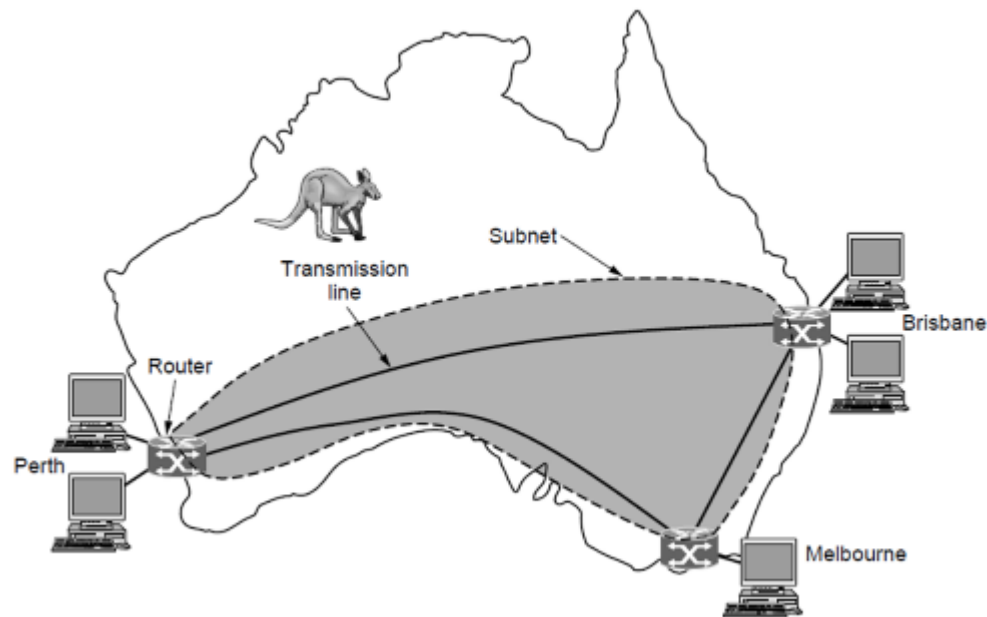 Subnet
Transmission
line
Brisbane
Router
Perth
Melbourne